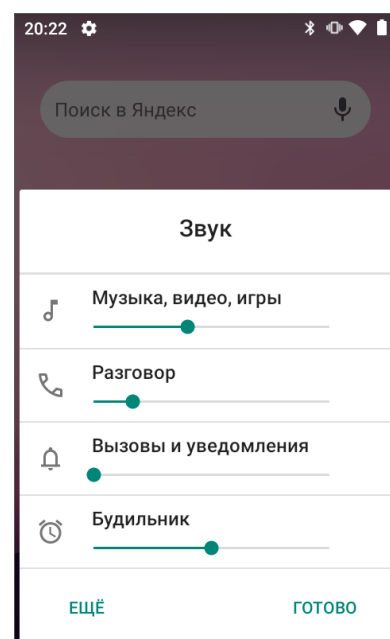 20:22
Поиск в Яндекс
Звук
Музыка, видео, игры
Разговор
Вызовы и уведомления
Будильник
ЕЩЁ ГОТОВО